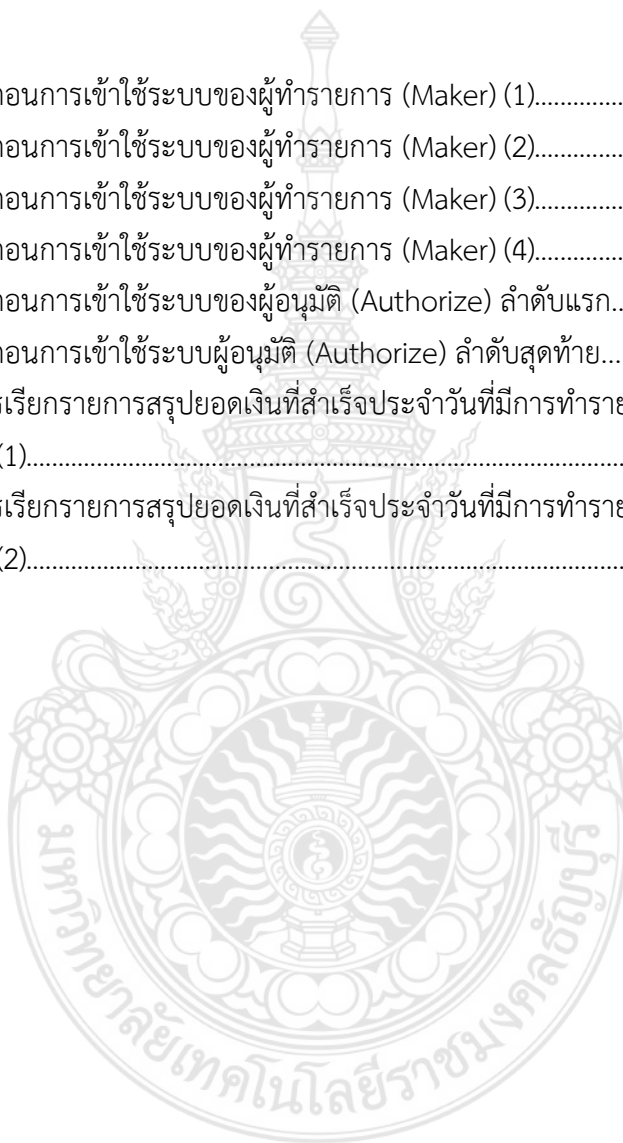 อนการเข้าใช้ระบบของผู้ทำรายการ (Maker) (1)...............
อนการเข้าใช้ระบบของผู้ทำรายการ (Maker) (2)...............
อนการเข้าใช้ระบบของผู้ทำรายการ (Maker) (3)...............
อนการเข้าใช้ระบบของผู้ทำรายการ (Maker) (4)...............
อนการเข้าใช้ระบบของผู้อนุมัติ (Authorize) ลำดับแรก...
อนการเข้าใช้ระบบผู้อนุมัติ (Authorize) ลำดับสุดท้าย...
เรียกรายการสรุปยอดเงินที่สำเร็จประจำวันที่มีการทำราย
(1)...............................................................
เรียกรายการสรุปยอดเงินที่สำเร็จประจำวันที่มีการทำราย
(2)...............................................................
มหาวิทยาลัยเทคโนโลยีราชมงคลธัญบุรี